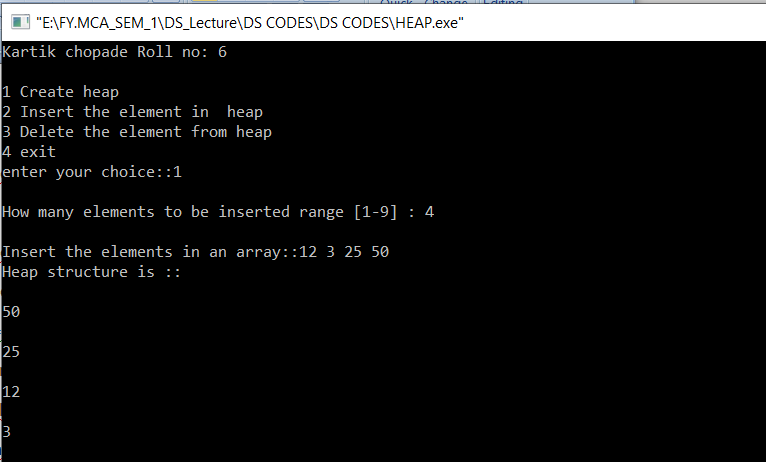 Quick Change Editing
"E:\FY.MCA_SEM_1\DS_Lecture\DS CODES\DS CODES\HEAP.exe"
Kartik chopade Roll no: 6
1 Create heap
2 Insert the element in  heap
3 Delete the element from heap
4 exit
enter your choice::1
How many elements to be inserted range [1-9] : 4
Insert the elements in an array::12 3 25 50
Heap structure is ::
50
25
12
3